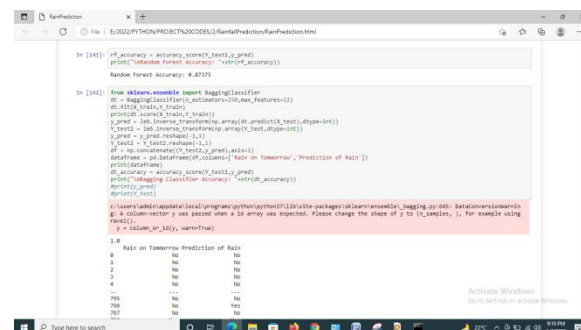 RainPrediction
File | E:/2022/PYTHON/PROJECT%20CODES/2/RainfallPrediction/RainPrediction.html
In [141]: rf_accuracy = accuracy_score(Y_test1,y_pred)
print("\nRandom Forest Accuracy: "+str(rf_accuracy))
Random Forest Accuracy: 0.87375
In [142]: from sklearn.ensemble import BaggingClassifier
dt = BaggingClassifier(n_estimators=250,max_features=12)
dt.fit(X_train,Y_train)
print(dt.score(X_train,Y_train))
y_pred = le6.inverse_transform(np.array(dt.predict(X_test),dtype=int))
Y_test2 = le6.inverse_transform(np.array(Y_test,dtype=int))
y_pred = y_pred.reshape(-1,1)
Y_test2 = Y_test2.reshape(-1,1)
df = np.concatenate((Y_test2,y_pred),axis=1)
dataframe = pd.DataFrame(df,columns=['Rain on Tommorrow','Prediction of Rain'])
print(dataframe)
dt_accuracy = accuracy_score(Y_test2,y_pred)
print("\nBagging Classifier Accuracy: "+str(dt_accuracy))
#print(y_pred)
#print(Y_test)
c:\users\admin\appdata\local\programs\python\python37\lib\site-packages\sklearn\ensemble\_bagging.py:645: DataConversionWarnin
g: A column-vector y was passed when a 1d array was expected. Please change the shape of y to (n_samples, ), for example using
ravel().
y = column_or_1d(y, warn=True)
1.0
Rain on Tommorrow Prediction of Rain
0 No No
1 No No
2 No No
3 No No
4 No No
.. ... ...
795 No No
796 No Yes
797 No No
Activate Windows
Go to Settings to activate Windows.
Type here to search
22°C
9:13 PM